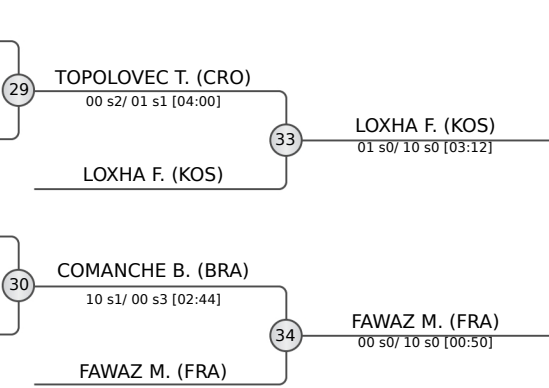 29
TOPOLOVEC T. (CRO)
00 s2/ 01 s1 [04:00]
33
LOXHA F. (KOS)
01 s0/ 10 s0 [03:12]
LOXHA F. (KOS)
30
COMANCHE B. (BRA)
10 s1/ 00 s3 [02:44]
34
FAWAZ M. (FRA)
00 s0/ 10 s0 [00:50]
FAWAZ M. (FRA)